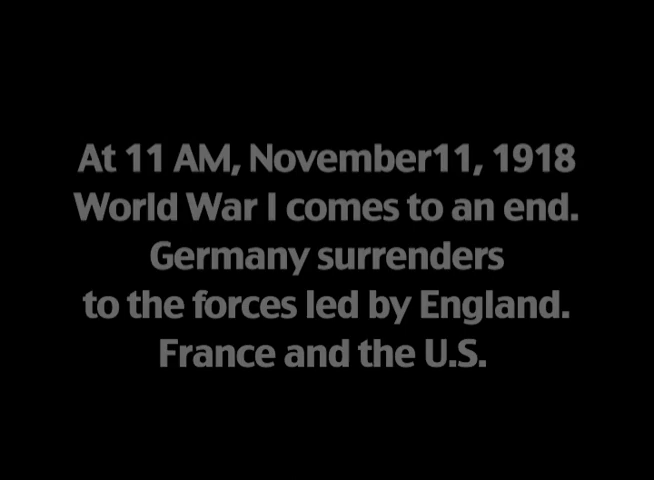 At 11 AM, November11, 1918
World War I comes to an end.
Germany surrenders
to the forces led by England.
France and the U.S.